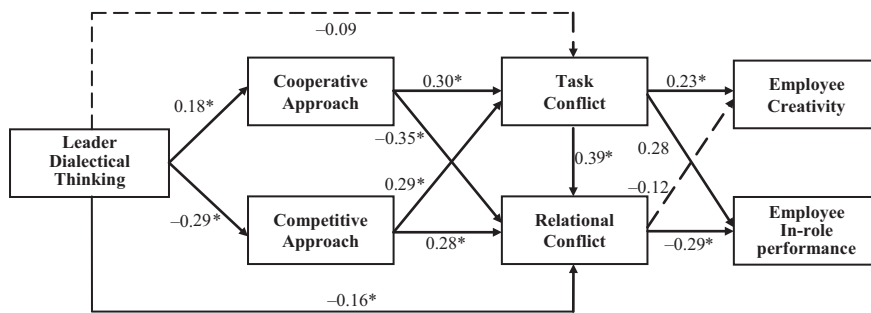 −0.09
Cooperative
Approach
0.30*
Task
Conflict
0.23*
Employee
Creativity
0.18*
−0.35*
0.28
Leader
Dialectical
Thinking
0.39*
0.29*
−0.12
−0.29*
Competitive
Approach
0.28*
Relational
Conflict
−0.29*
Employee
In-role
performance
−0.16*